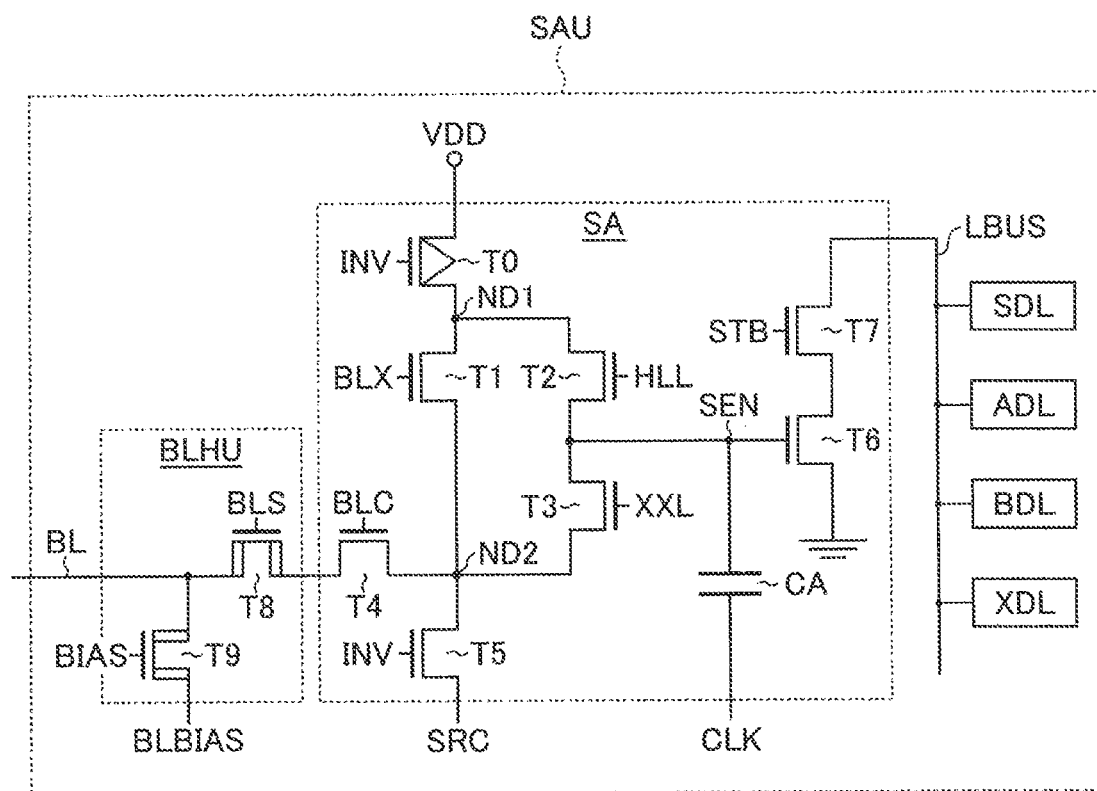 SAU
VDD
SA
LBUS
INV
T0
ND1
SDL
BLX
T1
T2
HLL
STB
T7
SEN
ADL
T6
BLHU
BLS
BLC
T3
XXL
BDL
BL
ND2
T8
T4
CA
XDL
BIAS
T9
INV
T5
BLBIAS
SRC
CLK